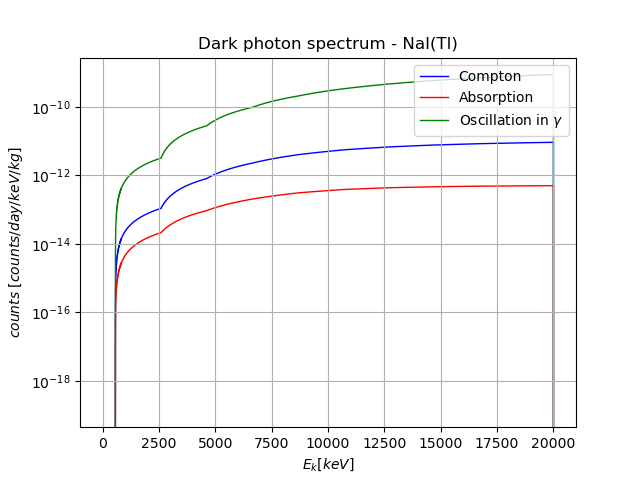 Dark photon spectrum - NaI(Tl)
Compton
Absorption
Oscillation in γ
counts [counts/day/keV/kg]
10⁻¹⁰
10⁻¹²
10⁻¹⁴
10⁻¹⁶
10⁻¹⁸
0 2500 5000 7500 10000 12500 15000 17500 20000
Eₖ[keV]